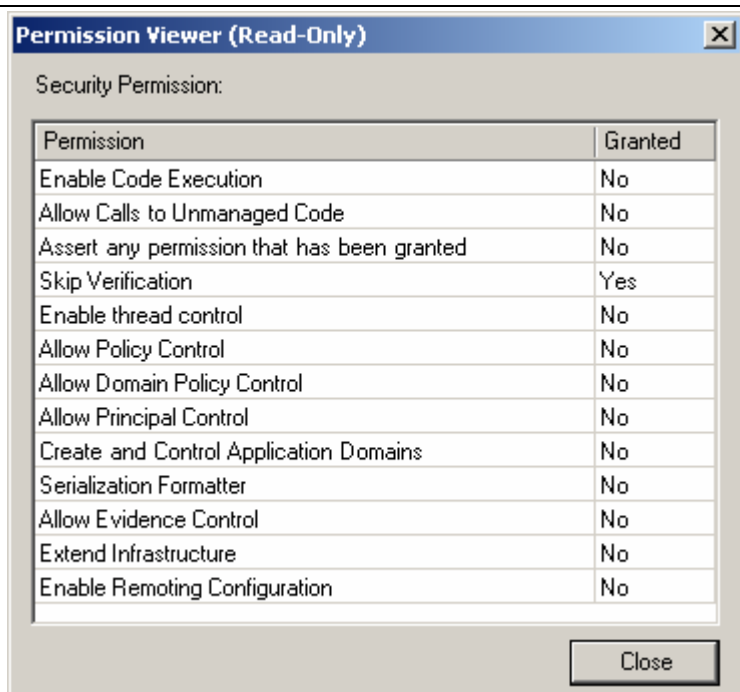 Permission Viewer (Read-Only)
Security Permission:
Permission Granted
Enable Code Execution No
Allow Calls to Unmanaged Code No
Assert any permission that has been granted No
Skip Verification Yes
Enable thread control No
Allow Policy Control No
Allow Domain Policy Control No
Allow Principal Control No
Create and Control Application Domains No
Serialization Formatter No
Allow Evidence Control No
Extend Infrastructure No
Enable Remoting Configuration No
Close